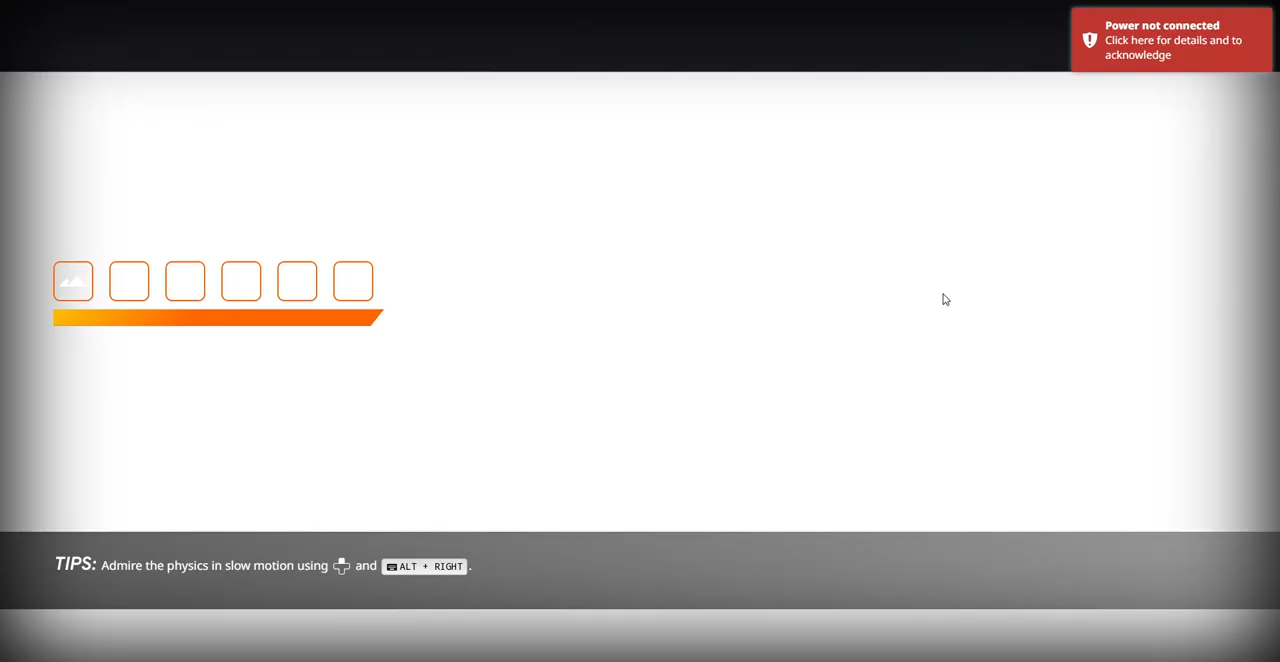 Power not connected
Click here for details and to
acknowledge
TIPS: Admire the physics in slow motion using and ALT + RIGHT.